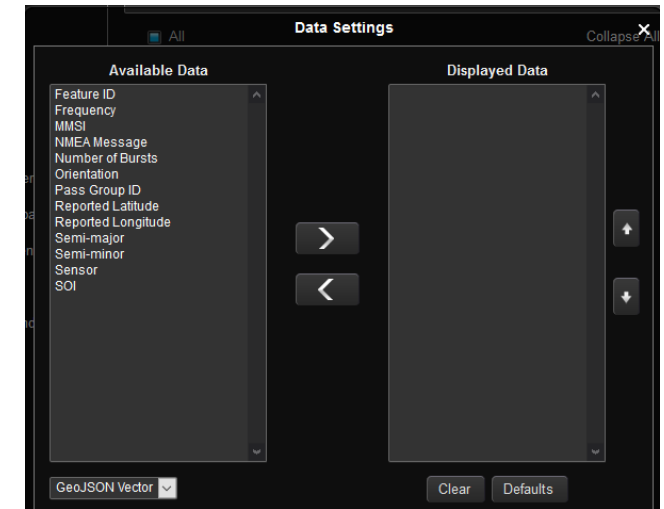 Data Settings
All
Collapse All
Available Data
Displayed Data
Feature ID
Frequency
MMSI
NMEA Message
Number of Bursts
Orientation
Pass Group ID
Reported Latitude
Reported Longitude
Semi-major
Semi-minor
Sensor
SOI
GeoJSON Vector
Clear
Defaults